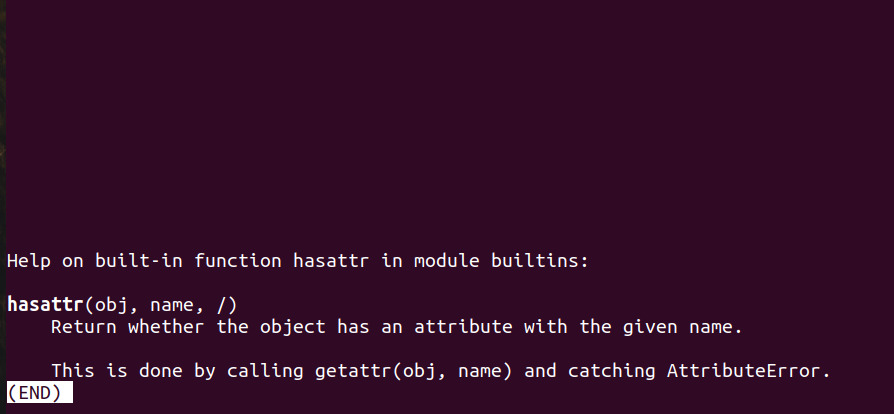 Help on built-in function hasattr in module builtins:
hasattr(obj, name, /)
Return whether the object has an attribute with the given name.
This is done by calling getattr(obj, name) and catching AttributeError.
(END)